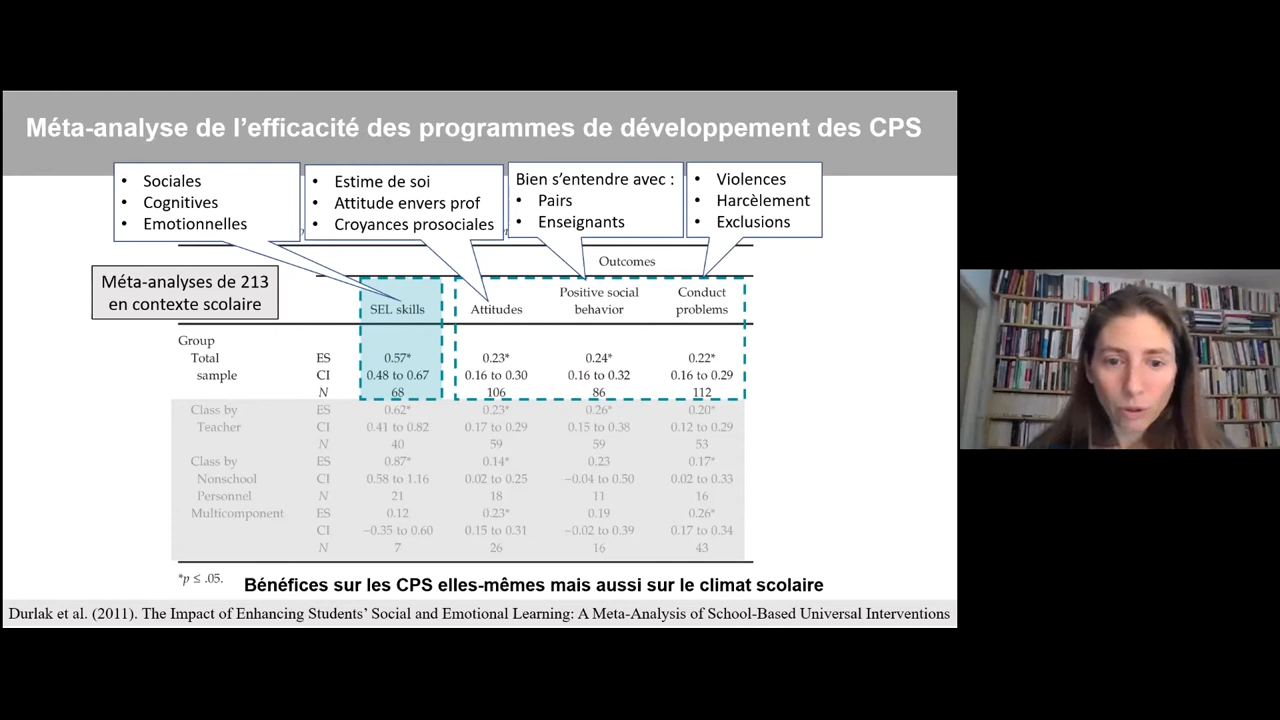 Méta-analyse de l’efficacité des programmes de développement des CPS
• Sociales
• Cognitives
• Emotionnelles
• Estime de soi
• Attitude envers prof
• Croyances prosociales
Bien s’entendre avec :
• Pairs
• Enseignants
• Violences
• Harcèlement
• Exclusions
Méta-analyses de 213
en contexte scolaire
Outcomes
SEL skills Attitudes Positive social behavior Conduct problems
Group
Total ES 0.57* 0.23* 0.24* 0.22*
sample CI 0.48 to 0.67 0.16 to 0.30 0.16 to 0.32 0.16 to 0.29
N 68 106 86 112
Class by ES 0.62* 0.23* 0.26* 0.20*
Teacher CI 0.41 to 0.82 0.17 to 0.29 0.15 to 0.38 0.12 to 0.29
N 40 59 59 53
Class by ES 0.87* 0.14* 0.23 0.17*
Nonschool CI 0.58 to 1.16 0.02 to 0.25 −0.04 to 0.50 0.02 to 0.33
Personnel N 21 18 11 16
Multicomponent ES 0.12 0.23* 0.19 0.26*
CI −0.35 to 0.60 0.15 to 0.31 −0.02 to 0.39 0.17 to 0.34
N 7 26 16 43
*p ≤ .05.
Bénéfices sur les CPS elles-mêmes mais aussi sur le climat scolaire
Durlak et al. (2011). The Impact of Enhancing Students’ Social and Emotional Learning: A Meta-Analysis of School-Based Universal Interventions